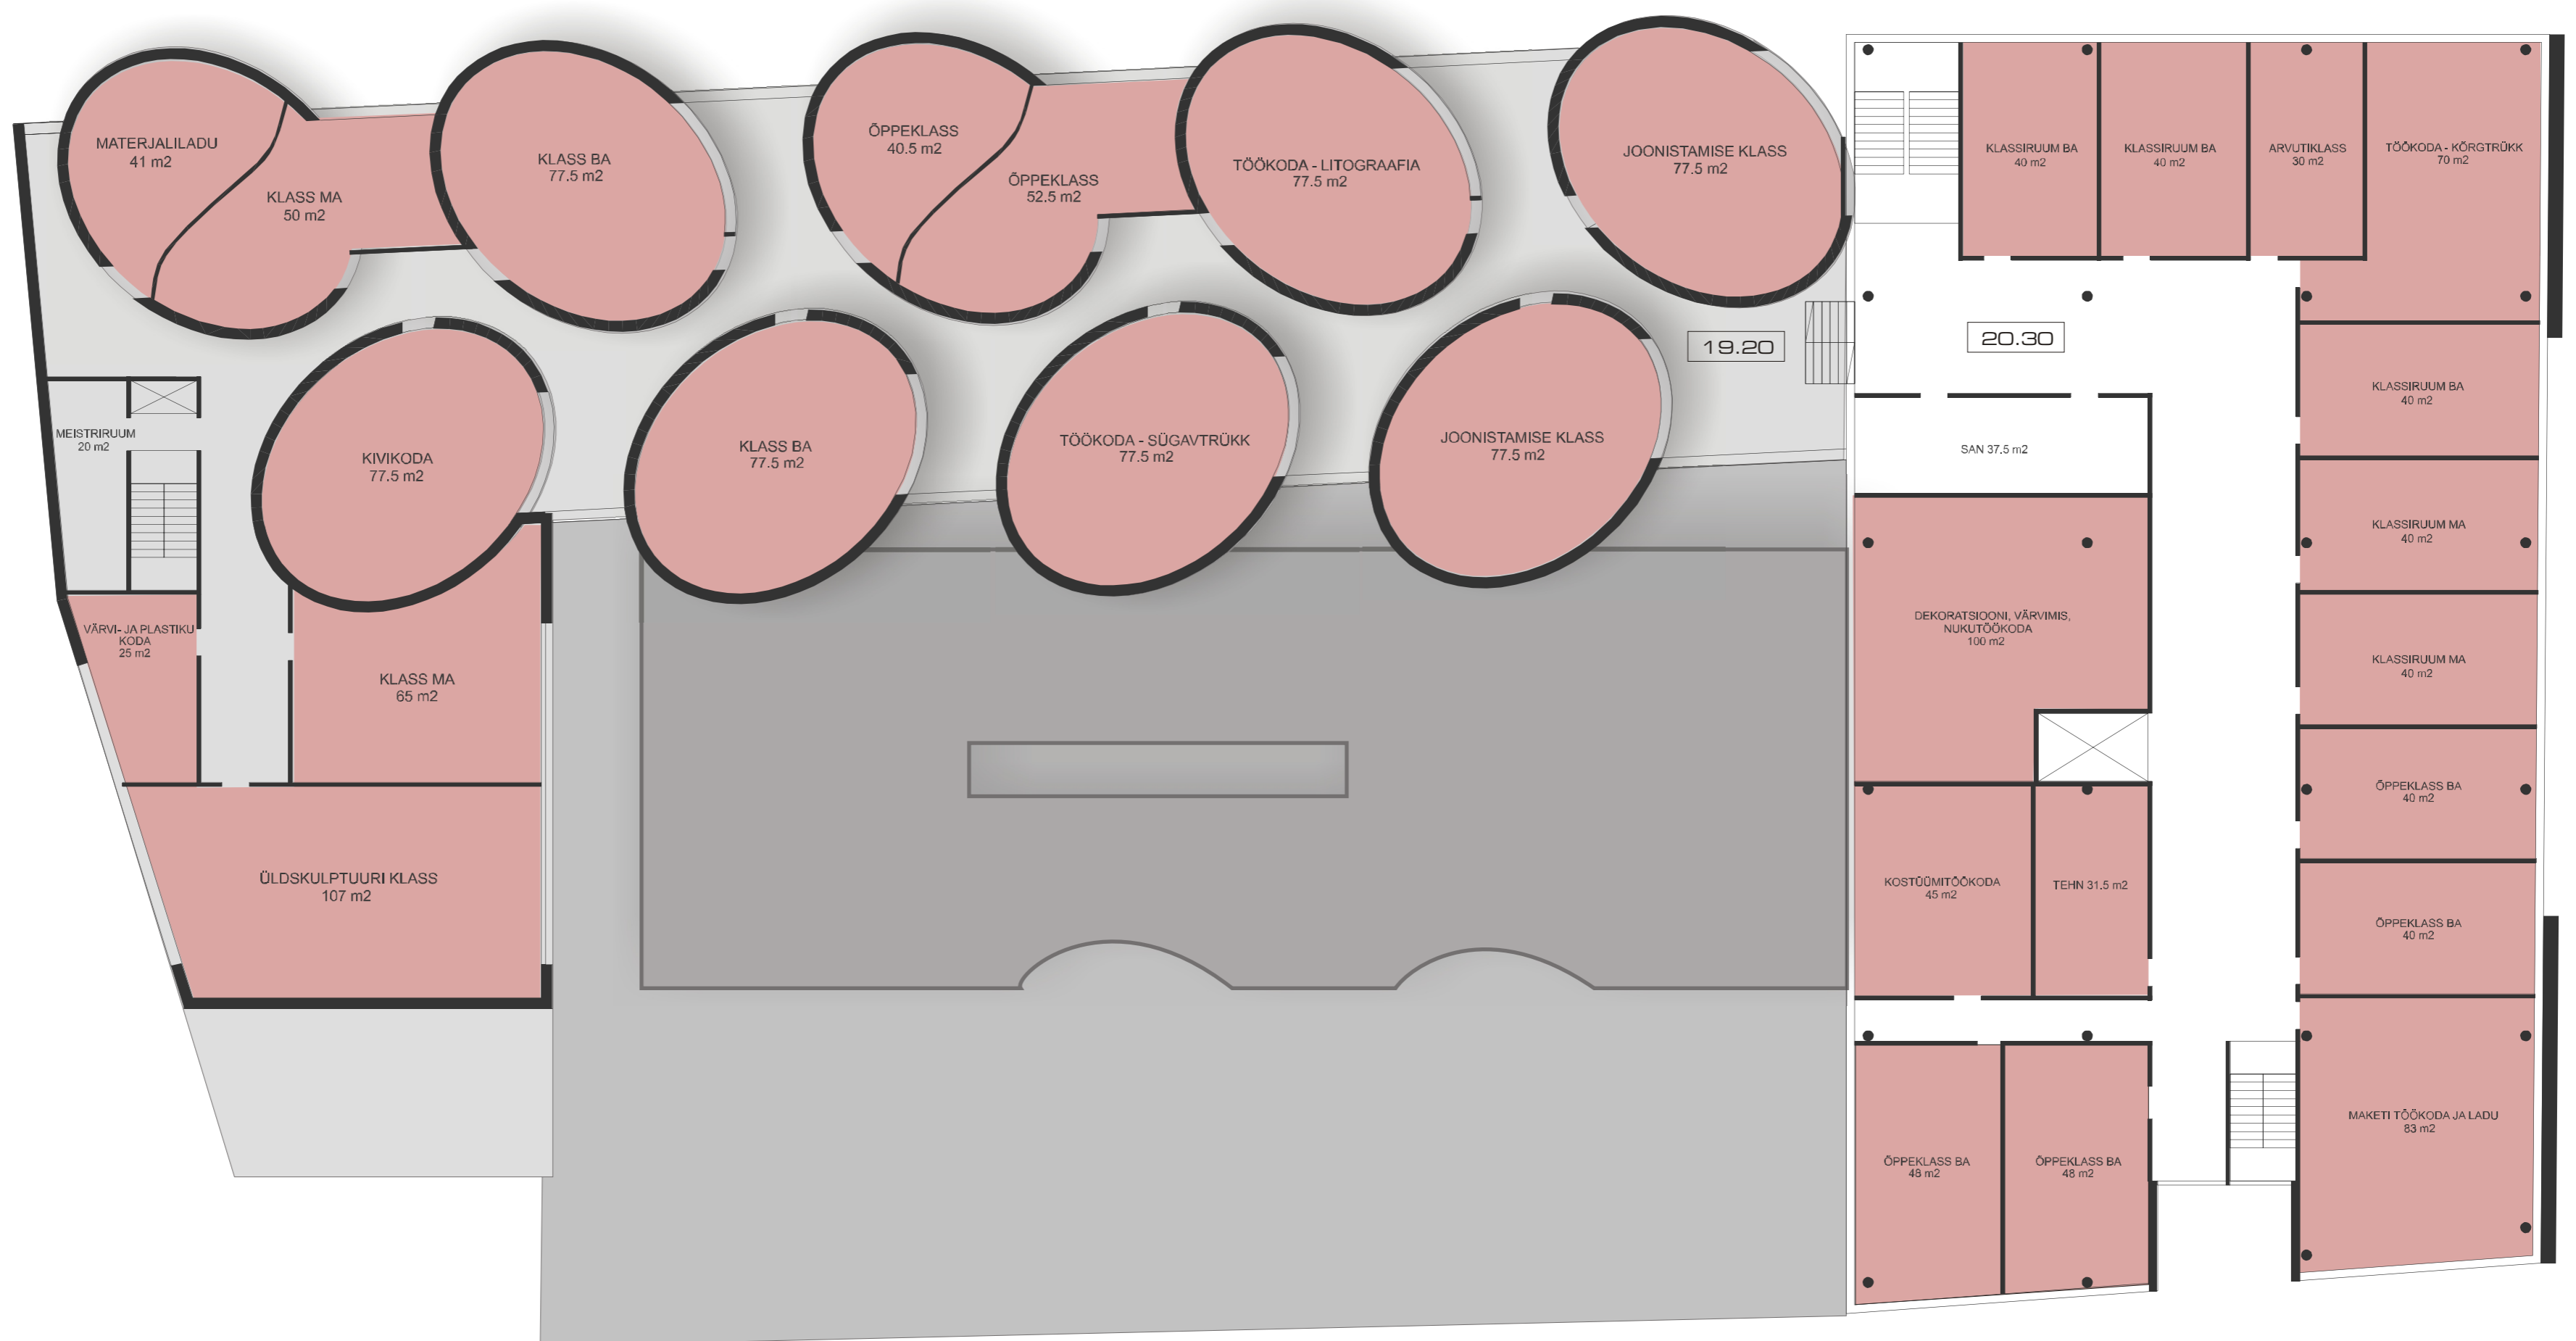 MATERJALILADU
41 m2
KLASS MA
50 m2
KLASS BA
77.5 m2
ÕPPEKLASS
40.5 m2
ÕPPEKLASS
52.5 m2
TÖÖKODA - LITOGRAAFIA
77.5 m2
JOONISTAMISE KLASS
77.5 m2
KLASSIRUUM BA
40 m2
KLASSIRUUM BA
40 m2
ARVUTIKLASS
30 m2
TÖÖKODA - KÕRGTRÜKK
70 m2
19.20
20.30
MEISTRIRUUM
20 m2
KIVIKODA
77.5 m2
KLASS BA
77.5 m2
TÖÖKODA - SÜGAVTRÜKK
77.5 m2
JOONISTAMISE KLASS
77.5 m2
SAN 37.5 m2
KLASSIRUUM BA
40 m2
KLASSIRUUM MA
40 m2
VÄRVI- JA PLASTIKU
KODA
25 m2
KLASS MA
65 m2
DEKORATSIOONI, VÄRVIMIS,
NUKUTÖÖKODA
100 m2
KLASSIRUUM MA
40 m2
ÕPPEKLASS BA
40 m2
ÜLDSKULPTUURI KLASS
107 m2
KOSTÜÜMITÖÖKODA
45 m2
TEHN 31.5 m2
ÕPPEKLASS BA
40 m2
ÕPPEKLASS BA
48 m2
ÕPPEKLASS BA
48 m2
MAKETI TÖÖKODA JA LADU
83 m2